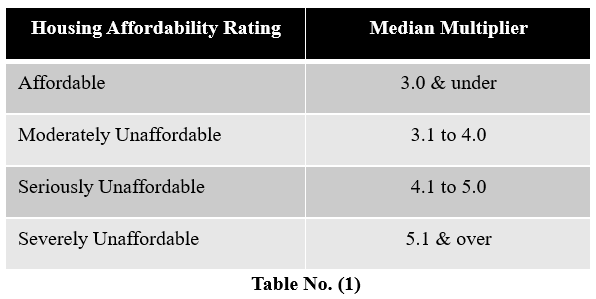 Housing Affordability Rating Median Multiplier
Affordable 3.0 & under
Moderately Unaffordable 3.1 to 4.0
Seriously Unaffordable 4.1 to 5.0
Severely Unaffordable 5.1 & over
Table No. (1)